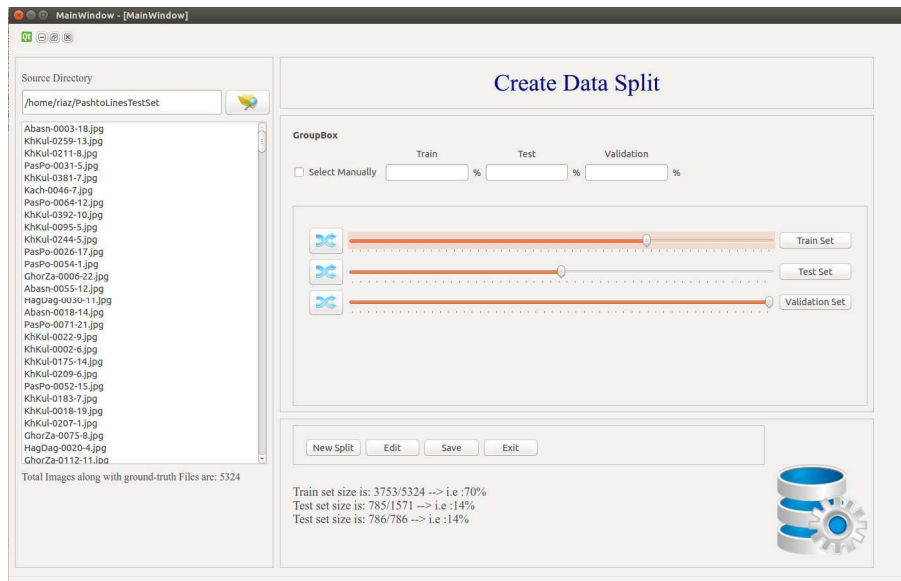 MainWindow - [MainWindow]
Qt
Source Directory
/home/riaz/PashtoLinesTestSet
Abasn-0003-18.jpg
KhKul-0259-13.jpg
KhKul-0211-8.jpg
PasPo-0031-5.jpg
KhKul-0381-7.jpg
Kach-0046-7.jpg
PasPo-0064-12.jpg
KhKul-0392-10.jpg
KhKul-0095-5.jpg
KhKul-0244-5.jpg
PasPo-0026-17.jpg
PasPo-0054-1.jpg
GhorZa-0006-22.jpg
Abasn-0055-12.jpg
HagDag-0030-11.jpg
Abasn-0018-14.jpg
PasPo-0071-21.jpg
KhKul-0022-9.jpg
KhKul-0002-6.jpg
KhKul-0175-14.jpg
KhKul-0209-6.jpg
PasPo-0052-15.jpg
KhKul-0183-7.jpg
KhKul-0018-19.jpg
KhKul-0207-1.jpg
GhorZa-0075-8.jpg
HagDag-0020-4.jpg
GhorZa-0112-11.jpg
Total Images along with ground-truth Files are: 5324
Create Data Split
GroupBox
Train Test Validation
Select Manually % % %
Train Set
Test Set
Validation Set
New Split Edit Save Exit
Train set size is: 3753/5324 --> i.e :70%
Test set size is: 785/1571 --> i.e :14%
Test set size is: 786/786 --> i.e :14%